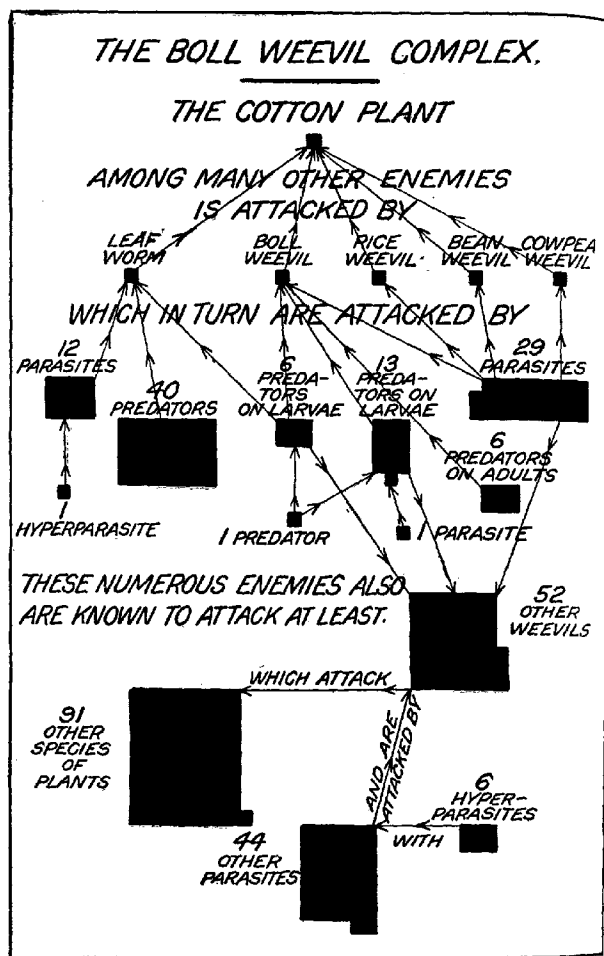 THE BOLL WEEVIL COMPLEX.
THE COTTON PLANT
AMONG MANY OTHER ENEMIES
IS ATTACKED BY
LEAF
WORM
BOLL
WEEVIL
RICE
WEEVIL
BEAN
WEEVIL
COWPEA
WEEVIL
WHICH IN TURN ARE ATTACKED BY
12
PARASITES
40
PREDATORS
6
PREDA-
TORS
ON LARVAE
13
PREDA-
TORS ON
LARVAE
29
PARASITES
6
PREDATORS
ON ADULTS
1
HYPERPARASITE
1 PREDATOR
1 PARASITE
THESE NUMEROUS ENEMIES ALSO
ARE KNOWN TO ATTACK AT LEAST.
52
OTHER
WEEVILS
WHICH ATTACK
91
OTHER
SPECIES
OF
PLANTS
AND ARE
ATTACKED BY
6
HYPER-
PARASITES
WITH
44
OTHER
PARASITES